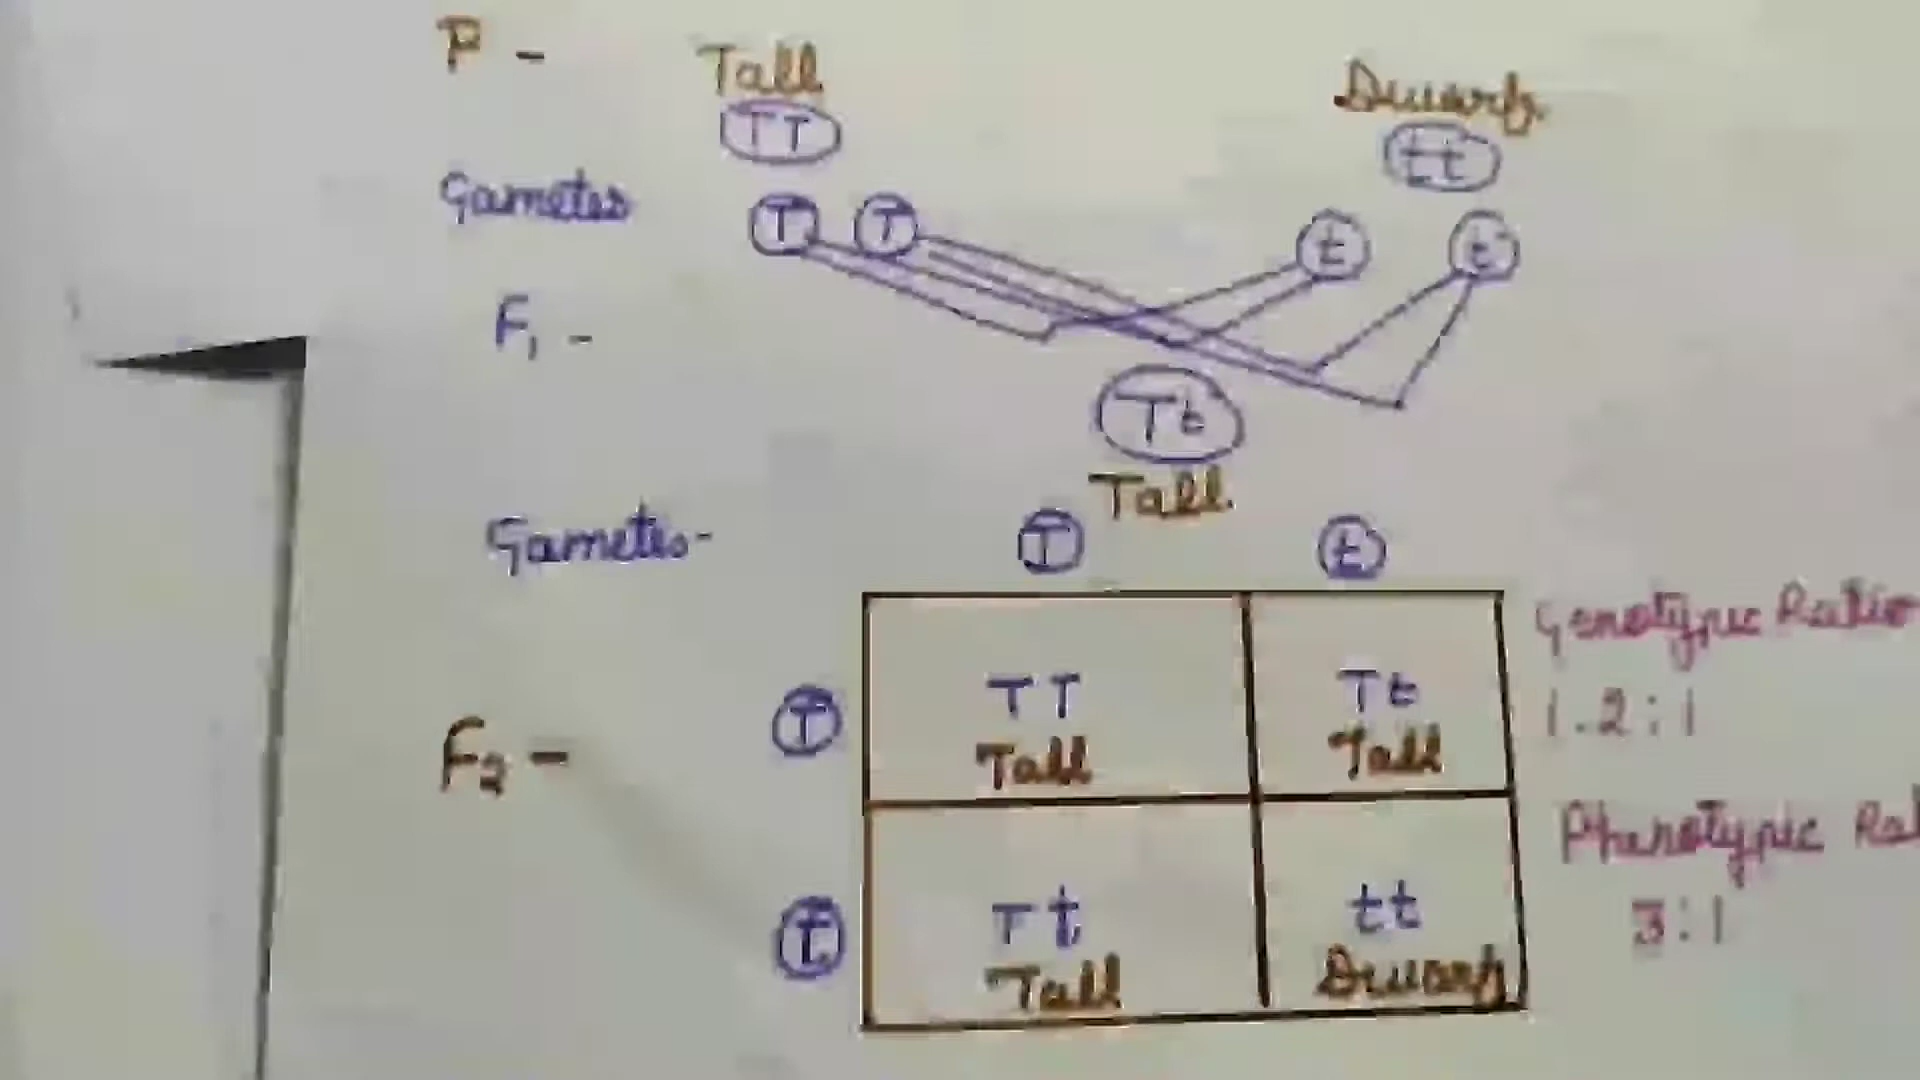 P - Tall Dwarf
TT tt
Gametes T T t t
F1 -
Tt
Tall
Gametes- T t
Genotypic Ratio
T TT Tt 1.2:1
F2 - Tall Tall
Phenotypic
t Tt tt 3:1
Tall Dwarf